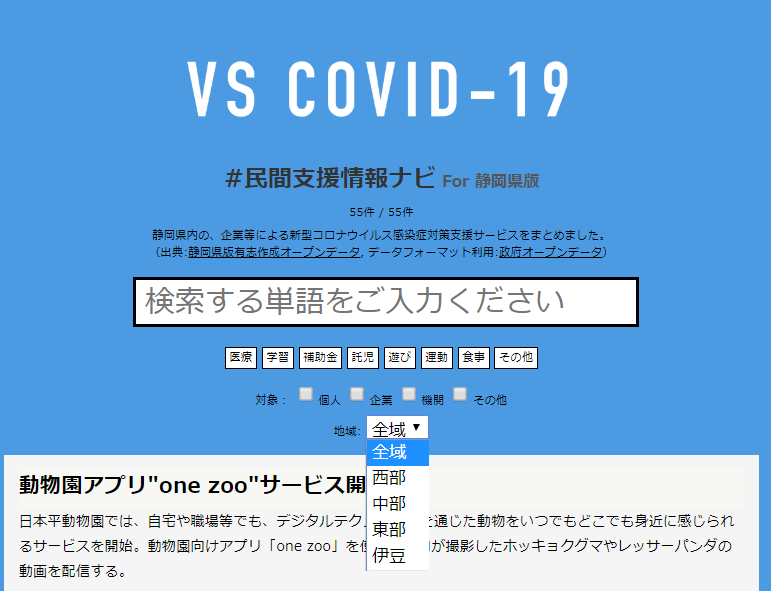 VS COVID-19
#民間支援情報ナビ For 静岡県版
55件 / 55件
静岡県内の、企業等による新型コロナウイルス感染症対策支援サービスをまとめました。
(出典:静岡県版有志作成オープンデータ, データフォーマット利用:政府オープンデータ)
検索する単語をご入力ください
医療 学習 補助金 託児 遊び 運動 食事 その他
対象: 個人 企業 機関 その他
地域: 全域 ▼
全域
西部
中部
東部
伊豆
動物園アプリ"one zoo"サービス開
日本平動物園では、自宅や職場等でも、デジタルテク を通じた動物をいつでもどこでも身近に感じられ
るサービスを開始。動物園向けアプリ「one zoo」を が撮影したホッキョクグマやレッサーパンダの
動画を配信する。